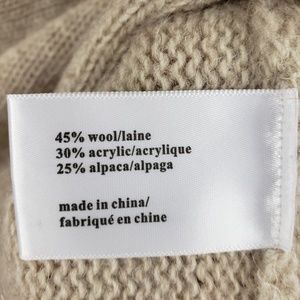 45% wool/laine
30% acrylic/acrylique
25% alpaca/alpaga
made in china/
fabriqué en chine